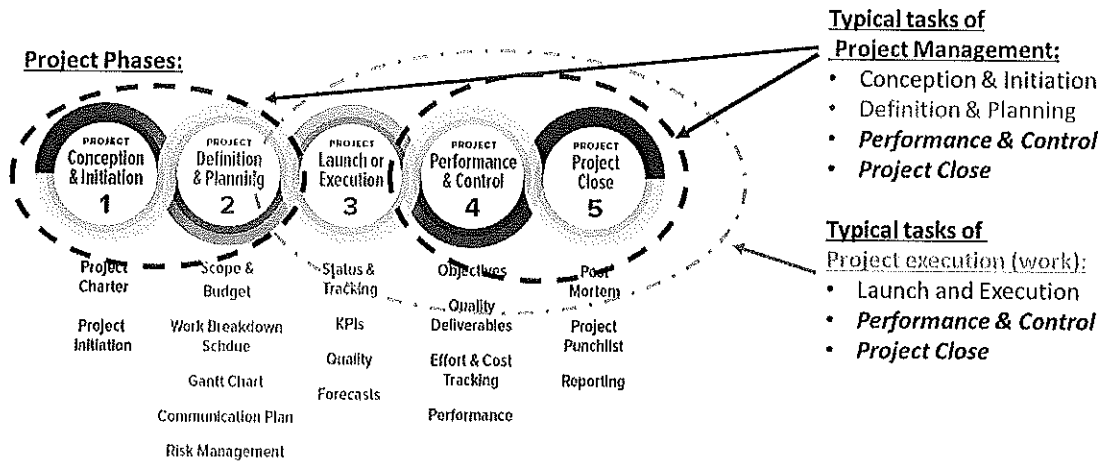 Project Phases:
PROJECT
Conception
& Initiation
1
PROJECT
Definition
& Planning
2
PROJECT
Launch or
Execution
3
PROJECT
Performance
& Control
4
PROJECT
Project
Close
5
Project
Charter
Project
Initiation
Scope &
Budget
Work Breakdown
Schdue
Gantt Chart
Communication Plan
Risk Management
Status &
Tracking
KPIs
Quality
Forecasts
Objectives
Quality
Deliverables
Effort & Cost
Tracking
Performance
Post
Mortem
Project
Punchlist
Reporting
Typical tasks of
Project Management:
• Conception & Initiation
• Definition & Planning
• Performance & Control
• Project Close
Typical tasks of
Project execution (work):
• Launch and Execution
• Performance & Control
• Project Close